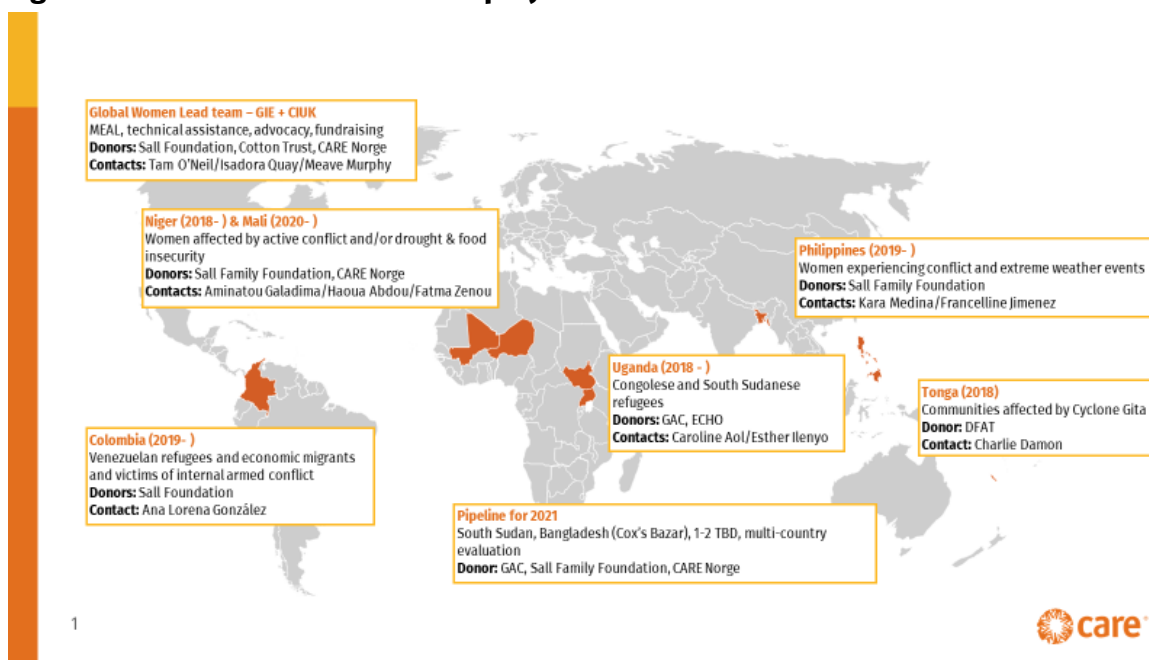 Global Women Lead team – GIE + CIUK
MEAL, technical assistance, advocacy, fundraising
Donors: Sall Foundation, Cotton Trust, CARE Norge
Contacts: Tam O'Neil/Isadora Quay/Meave Murphy
Niger (2018- ) & Mali (2020- )
Women affected by active conflict and/or drought & food
insecurity
Donors: Sall Family Foundation, CARE Norge
Contacts: Aminatou Galadima/Haoua Abdou/Fatma Zenou
Philippines (2019- )
Women experiencing conflict and extreme weather events
Donors: Sall Family Foundation
Contacts: Kara Medina/Francelline Jimenez
Uganda (2018 - )
Congolese and South Sudanese
refugees
Donors: GAC, ECHO
Contacts: Caroline Aol/Esther Ilenyo
Tonga (2018)
Communities affected by Cyclone Gita
Donor: DFAT
Contact: Charlie Damon
Colombia (2019- )
Venezuelan refugees and economic migrants
and victims of internal armed conflict
Donors: Sall Foundation
Contact: Ana Lorena González
Pipeline for 2021
South Sudan, Bangladesh (Cox's Bazar), 1-2 TBD, multi-country
evaluation
Donor: GAC, Sall Family Foundation, CARE Norge
1
care